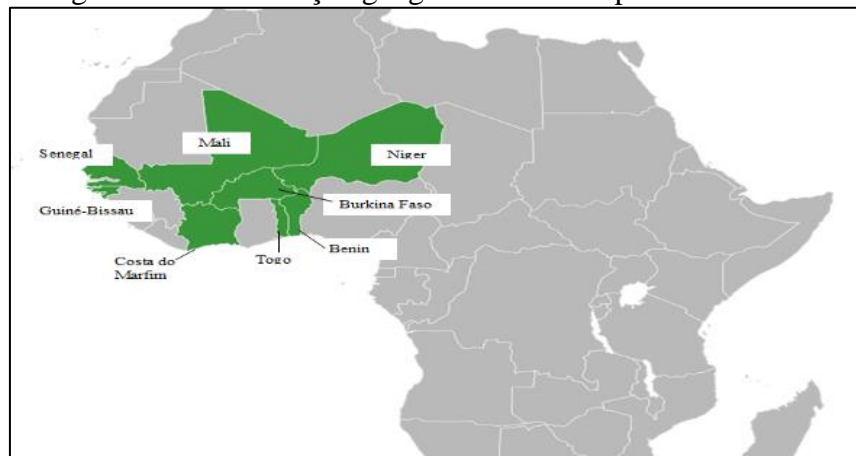 Mali
Senegal
Niger
Burkina Faso
Guiné-Bissau
Benin
Togo
Costa do
Marfim